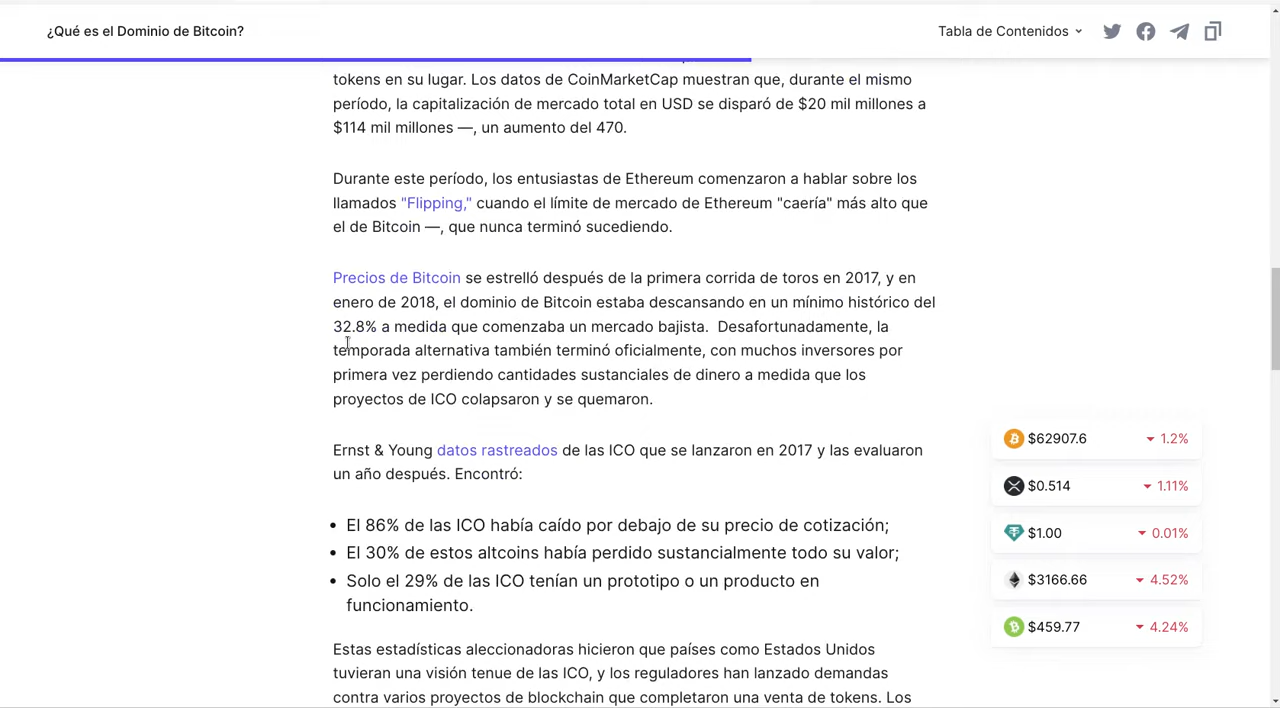 ¿Qué es el Dominio de Bitcoin?
Tabla de Contenidos
tokens en su lugar. Los datos de CoinMarketCap muestran que, durante el mismo
período, la capitalización de mercado total en USD se disparó de $20 mil millones a
$114 mil millones —, un aumento del 470.
Durante este período, los entusiastas de Ethereum comenzaron a hablar sobre los
llamados "Flipping," cuando el límite de mercado de Ethereum "caería" más alto que
el de Bitcoin —, que nunca terminó sucediendo.
Precios de Bitcoin se estrelló después de la primera corrida de toros en 2017, y en
enero de 2018, el dominio de Bitcoin estaba descansando en un mínimo histórico del
32.8% a medida que comenzaba un mercado bajista.  Desafortunadamente, la
temporada alternativa también terminó oficialmente, con muchos inversores por
primera vez perdiendo cantidades sustanciales de dinero a medida que los
proyectos de ICO colapsaron y se quemaron.
Ernst & Young datos rastreados de las ICO que se lanzaron en 2017 y las evaluaron
un año después. Encontró:
• El 86% de las ICO había caído por debajo de su precio de cotización;
• El 30% de estos altcoins había perdido sustancialmente todo su valor;
• Solo el 29% de las ICO tenían un prototipo o un producto en
funcionamiento.
Estas estadísticas aleccionadoras hicieron que países como Estados Unidos
tuvieran una visión tenue de las ICO, y los reguladores han lanzado demandas
contra varios proyectos de blockchain que completaron una venta de tokens. Los
$62907.6 1.2%
$0.514 1.11%
$1.00 0.01%
$3166.66 4.52%
$459.77 4.24%